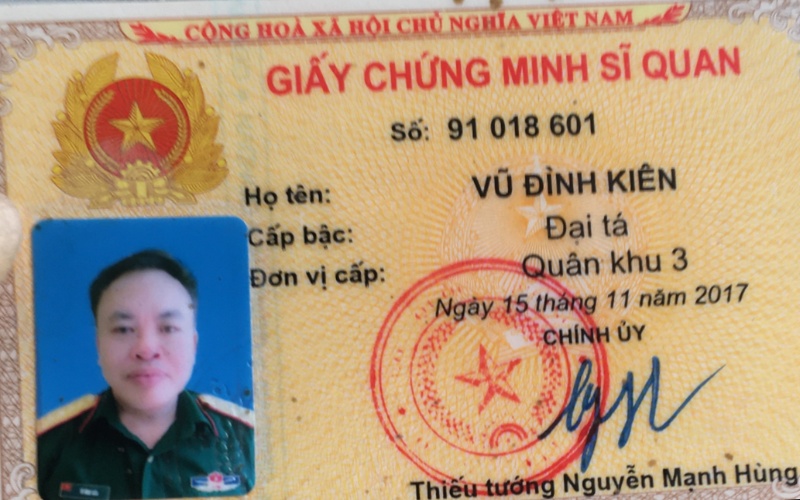 CỘNG HOÀ XÃ HỘI CHỦ NGHĨA VIỆT NAM
GIẤY CHỨNG MINH SĨ QUAN
Số: 91 018 601
Họ tên: VŨ ĐÌNH KIÊN
Cấp bậc: Đại tá
Đơn vị cấp: Quân khu 3
Ngày 15 tháng 11 năm 2017
CHÍNH ỦY
Thiếu tướng Nguyễn Mạnh Hùng